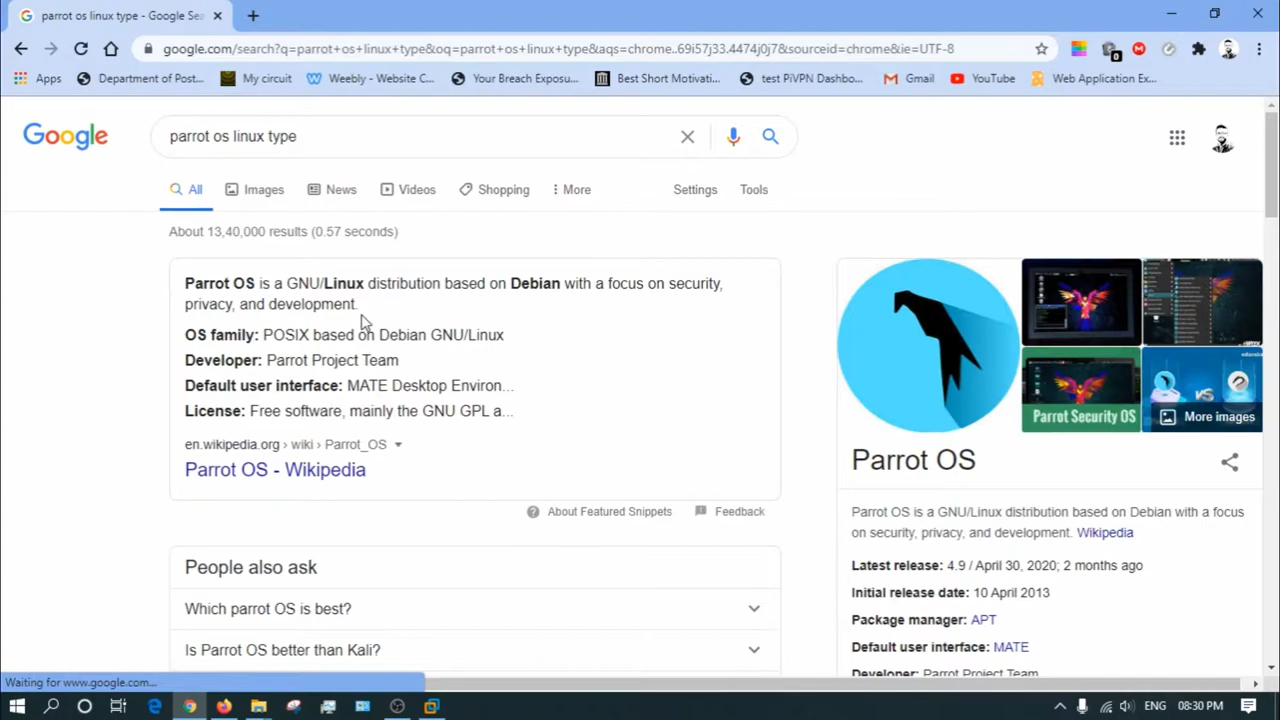 parrot os linux type - Google Sea
google.com/search?q=parrot+os+linux+type&oq=parrot+os+linux+type&aqs=chrome..69i57j33.4474j0j7&sourceid=chrome&ie=UTF-8
0
Apps Department of Post... My circuit Weebly - Website C... Your Breach Exposu... Best Short Motivati... test PiVPN Dashbo... Gmail YouTube Web Application Ex...
Google
parrot os linux type
All Images News Videos Shopping More Settings Tools
About 13,40,000 results (0.57 seconds)
Parrot OS is a GNU/Linux distribution based on Debian with a focus on security,
privacy, and development.
OS family: POSIX based on Debian GNU/Linux
Developer: Parrot Project Team
Default user interface: MATE Desktop Environ...
License: Free software, mainly the GNU GPL a...
en.wikipedia.org › wiki › Parrot_OS
Parrot OS - Wikipedia
About Featured Snippets Feedback
People also ask
Which parrot OS is best?
Is Parrot OS better than Kali?
VS
Parrot Security OS
More images
Parrot OS
Parrot OS is a GNU/Linux distribution based on Debian with a focus
on security, privacy, and development. Wikipedia
Latest release: 4.9 / April 30, 2020; 2 months ago
Initial release date: 10 April 2013
Package manager: APT
Default user interface: MATE
Developer: Parrot Project Team
Waiting for www.google.com...
ENG 08:30 PM